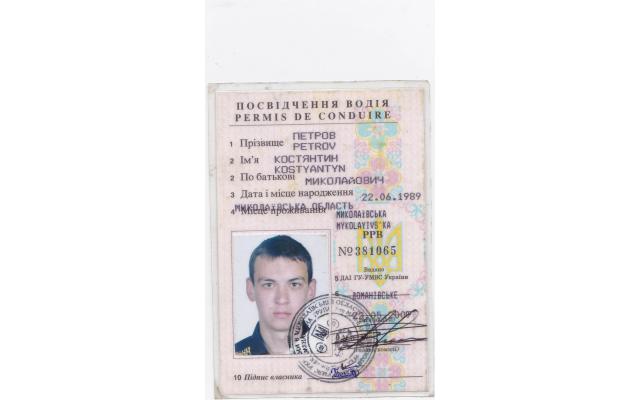 ПОСВІДЧЕННЯ ВОДІЯ
PERMIS DE CONDUIRE
1 Прізвище ПЕТРОВ
PETROV
2 Ім'я КОСТЯНТИН
KOSTYANTYN
2 По батькові МИКОЛАЙОВИЧ
3 Дата і місце народження 22.06.1989
МИКОЛАЇВСЬКА ОБЛАСТЬ
4 Місце проживання МИКОЛАЇВСЬКА
MYKOLAYIVS'KA
РРВ
№381065
Видано
5 ДАІ ГУ-УМВС України
6 ДОМАНІВСЬКЕ
10 Підпис власника